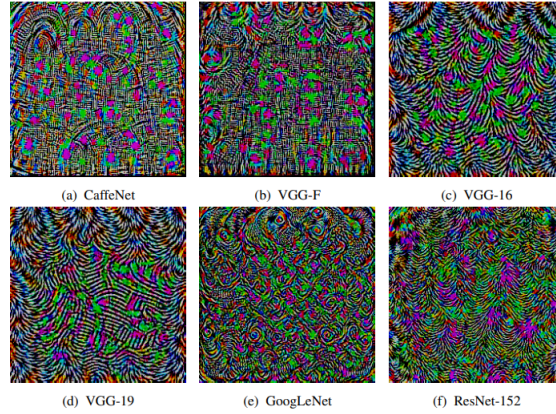 (a) CaffeNet
(b) VGG-F
(c) VGG-16
(d) VGG-19
(e) GoogLeNet
(f) ResNet-152